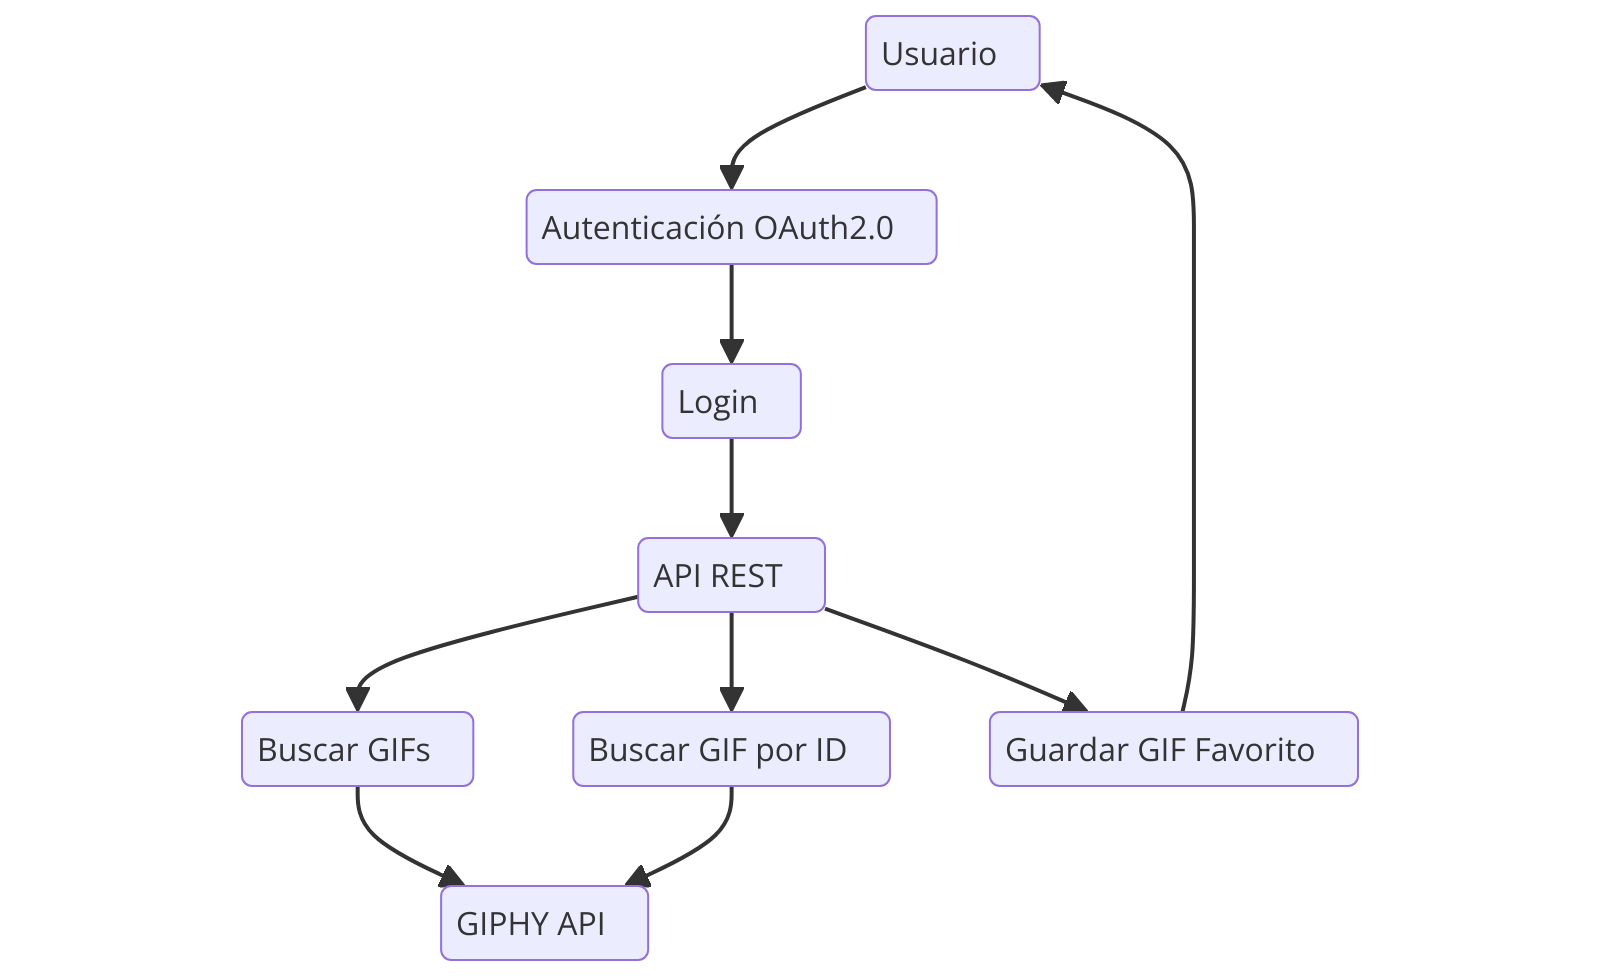 Usuario
Autenticación OAuth2.0
Login
API REST
Buscar GIFs
Buscar GIF por ID
Guardar GIF Favorito
GIPHY API